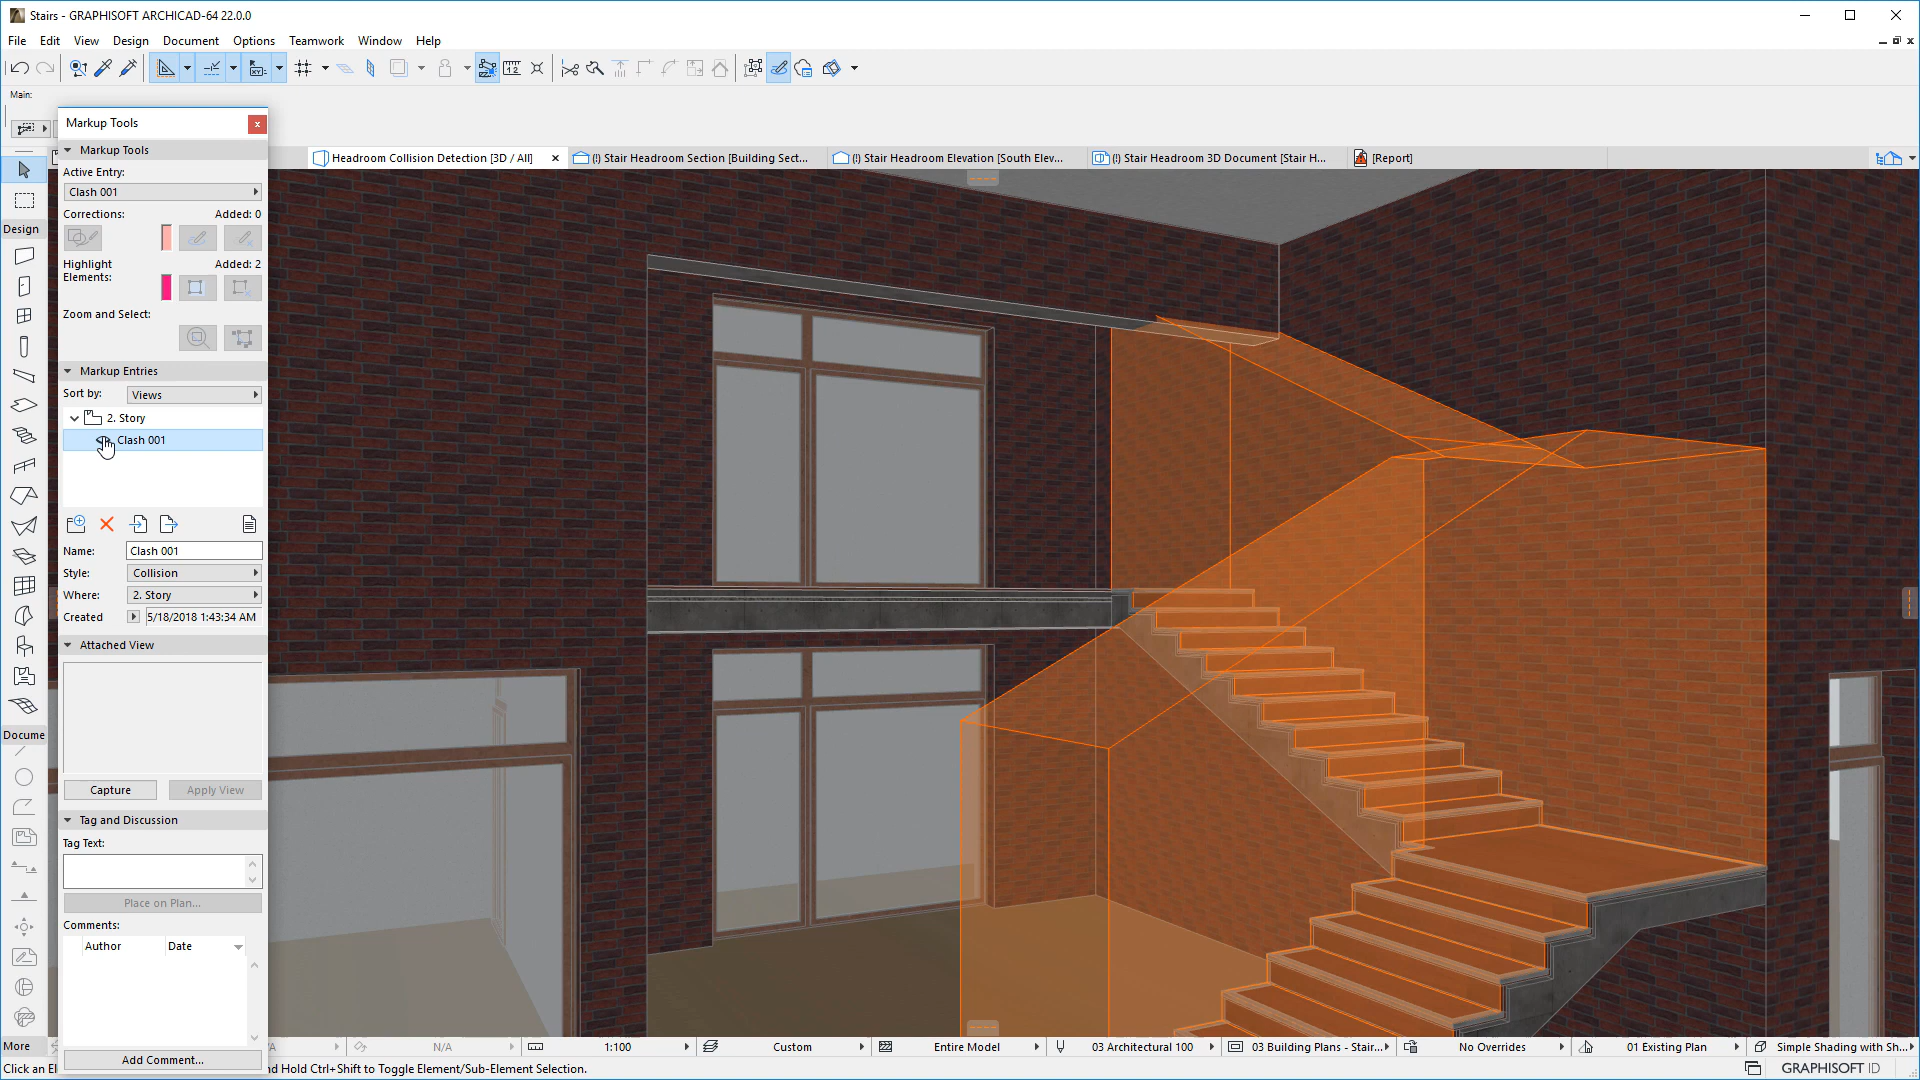 Stairs - GRAPHISOFT ARCHICAD-64 22.0.0
File Edit View Design Document Options Teamwork Window Help
Main:
Markup Tools
Markup Tools
Active Entry:
Clash 001
Corrections: Added: 0
Highlight Elements: Added: 2
Zoom and Select:
Markup Entries
Sort by: Views
2. Story
Clash 001
Name: Clash 001
Style: Collision
Where: 2. Story
Created 5/18/2018 1:43:34 AM
Attached View
Capture Apply View
Tag and Discussion
Tag Text:
Place on Plan...
Comments:
Author Date
Add Comment...
Headroom Collision Detection [3D / All]
(!) Stair Headroom Section [Building Sect...
(!) Stair Headroom Elevation [South Elev...
(!) Stair Headroom 3D Document [Stair H...
[Report]
Design
Docume
More
/A N/A 1:100 Custom Entire Model 03 Architectural 100 03 Building Plans - Stair... No Overrides 01 Existing Plan Simple Shading with Sh...
Click an El
nd Hold Ctrl+Shift to Toggle Element/Sub-Element Selection.
GRAPHISOFT ID